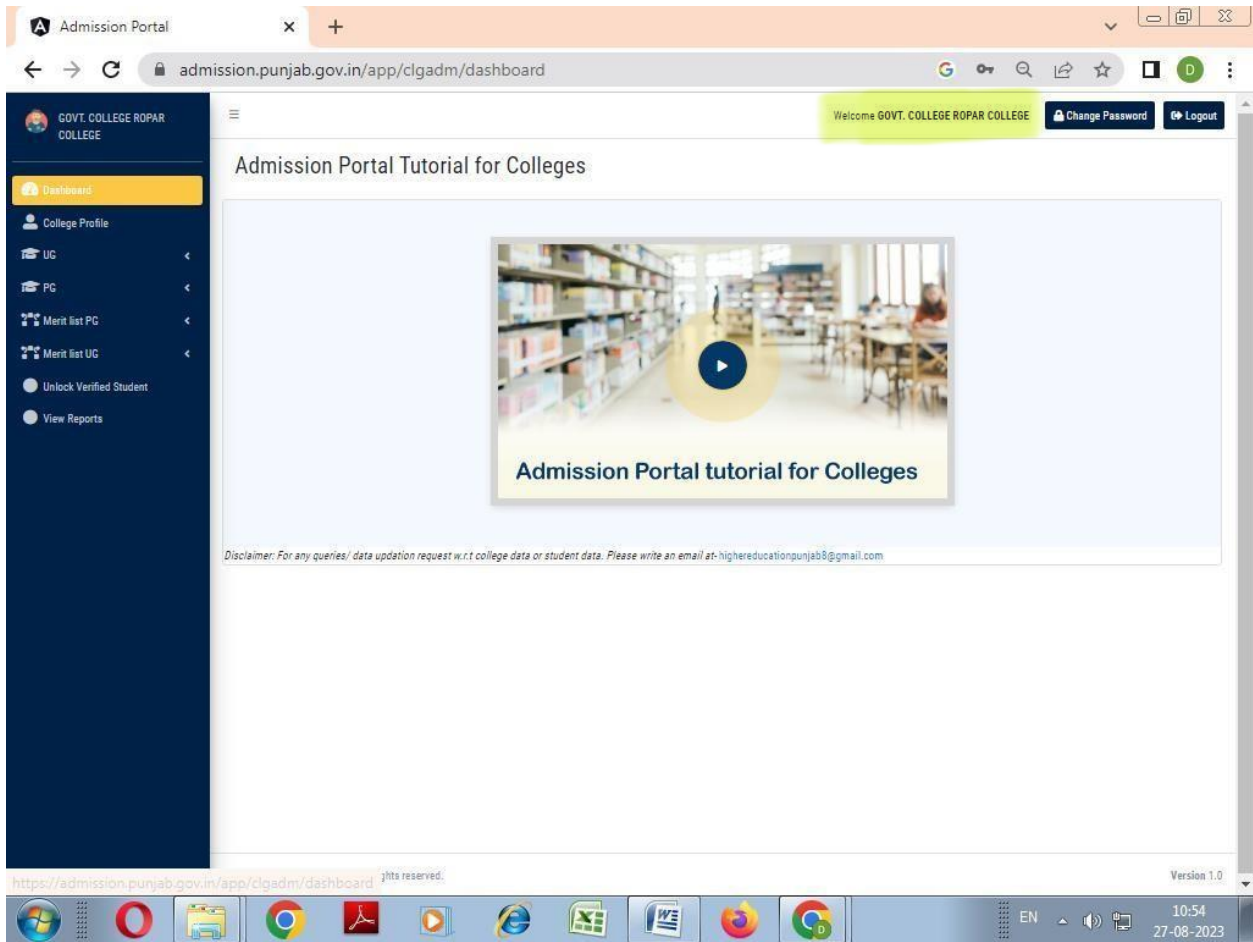 Admission Portal
admission.punjab.gov.in/app/clgadm/dashboard
D
GOVT. COLLEGE ROPAR
COLLEGE
Welcome GOVT. COLLEGE ROPAR COLLEGE
Change Password
Logout
Admission Portal Tutorial for Colleges
Dashboard
College Profile
UG
PG
Merit list PG
Merit list UG
Unlock Verified Student
View Reports
Admission Portal tutorial for Colleges
Disclaimer: For any queries/ data updation request w.r.t college data or student data. Please write an email at- highereducationpunjab8@gmail.com
https://admission.punjab.gov.in/app/clgadm/dashboard
ghts reserved.
Version 1.0
EN
10:54
27-08-2023